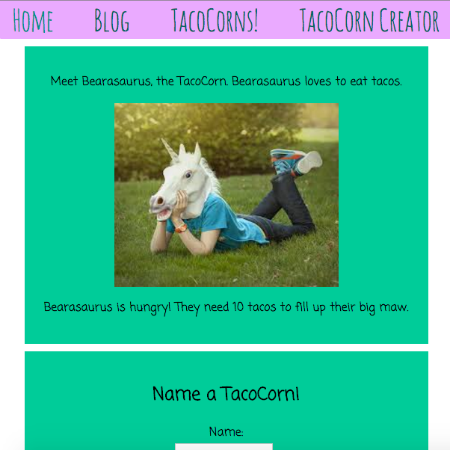 Home Blog TacoCorns! TacoCorn Creator
Meet Bearasaurus, the TacoCorn. Bearasaurus loves to eat tacos.
Bearasaurus is hungry! They need 10 tacos to fill up their big maw.
Name a TacoCorn!
Name: